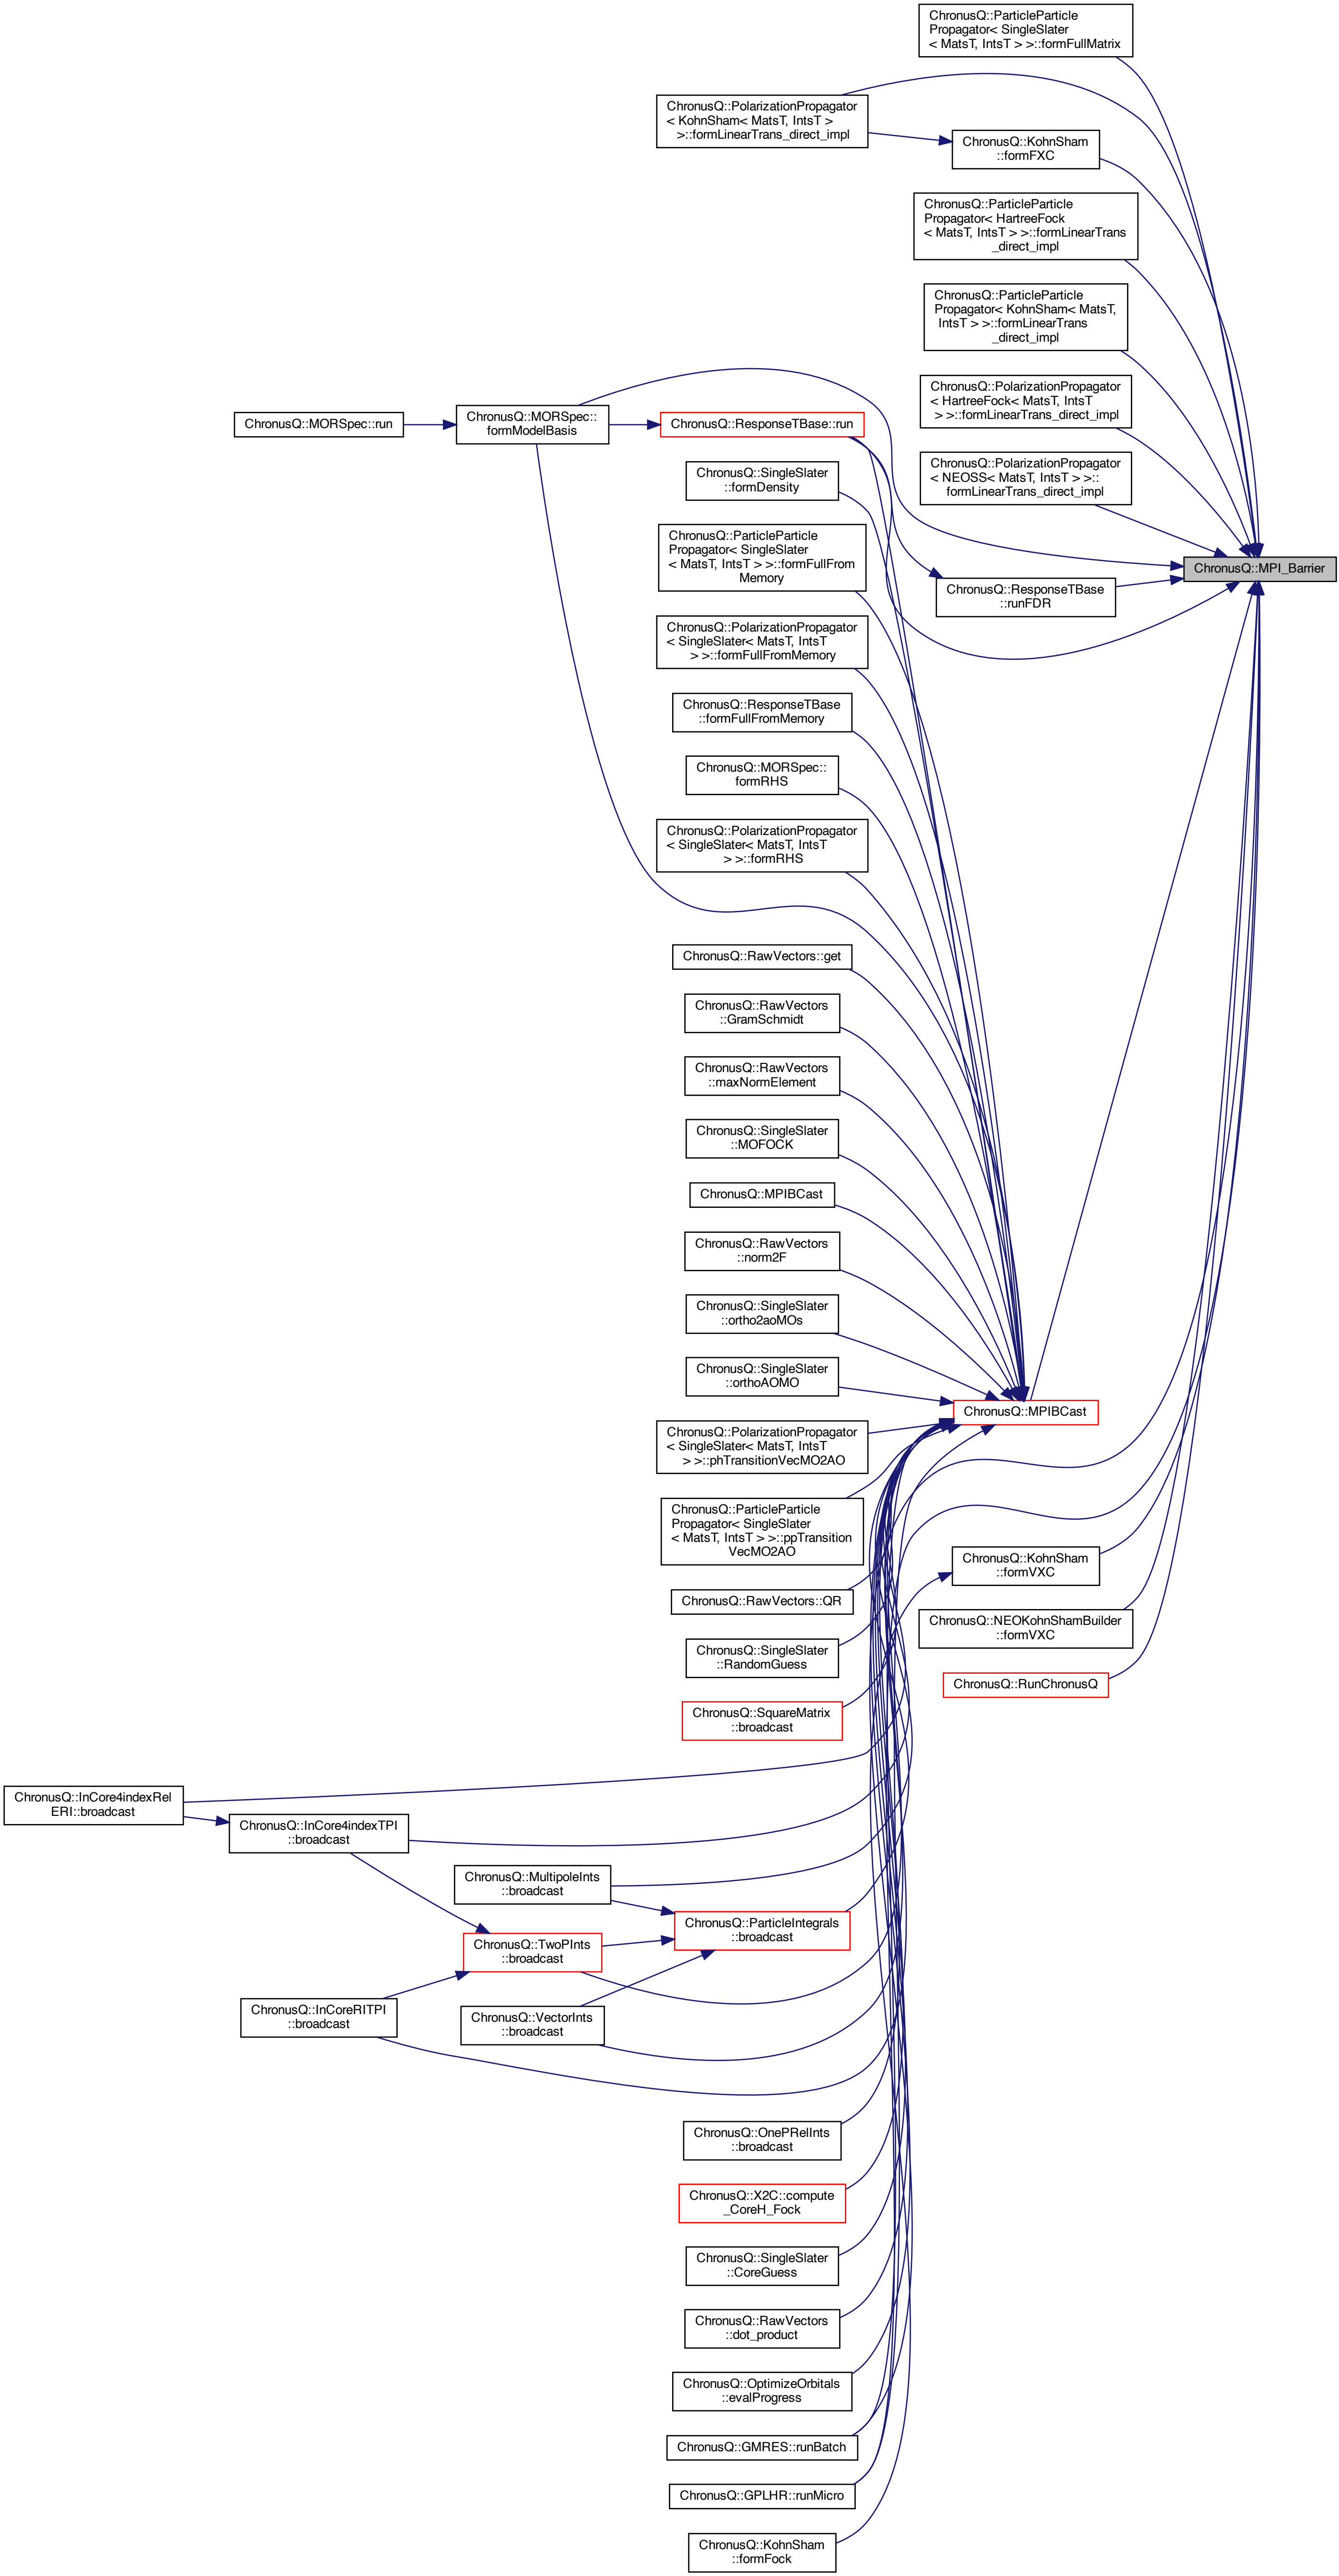 ChronusQ::ParticleParticle
Propagator< SingleSlater
< MatsT, IntsT > >::formFullMatrix
ChronusQ::PolarizationPropagator
< KohnSham< MatsT, IntsT >
>::formLinearTrans_direct_impl
ChronusQ::KohnSham
::formFXC
ChronusQ::ParticleParticle
Propagator< HartreeFock
< MatsT, IntsT > >::formLinearTrans
_direct_impl
ChronusQ::ParticleParticle
Propagator< KohnSham< MatsT,
IntsT > >::formLinearTrans
_direct_impl
ChronusQ::PolarizationPropagator
< HartreeFock< MatsT, IntsT
> >::formLinearTrans_direct_impl
ChronusQ::MORSpec::run
ChronusQ::MORSpec::
formModelBasis
ChronusQ::ResponseTBase::run
ChronusQ::SingleSlater
::formDensity
ChronusQ::PolarizationPropagator
< NEOSS< MatsT, IntsT > >::
formLinearTrans_direct_impl
ChronusQ::ParticleParticle
Propagator< SingleSlater
< MatsT, IntsT > >::formFullFrom
Memory
ChronusQ::MPI_Barrier
ChronusQ::ResponseTBase
::runFDR
ChronusQ::PolarizationPropagator
< SingleSlater< MatsT, IntsT
> >::formFullFromMemory
ChronusQ::ResponseTBase
::formFullFromMemory
ChronusQ::MORSpec::
formRHS
ChronusQ::PolarizationPropagator
< SingleSlater< MatsT, IntsT
> >::formRHS
ChronusQ::RawVectors::get
ChronusQ::RawVectors
::GramSchmidt
ChronusQ::RawVectors
::maxNormElement
ChronusQ::SingleSlater
::MOFOCK
ChronusQ::MPIBCast
ChronusQ::RawVectors
::norm2F
ChronusQ::SingleSlater
::ortho2aoMOs
ChronusQ::SingleSlater
::orthoAOMO
ChronusQ::MPIBCast
ChronusQ::PolarizationPropagator
< SingleSlater< MatsT, IntsT
> >::phTransitionVecMO2AO
ChronusQ::ParticleParticle
Propagator< SingleSlater
< MatsT, IntsT > >::ppTransition
VecMO2AO
ChronusQ::KohnSham
::formVXC
ChronusQ::RawVectors::QR
ChronusQ::NEOKohnShamBuilder
::formVXC
ChronusQ::SingleSlater
::RandomGuess
ChronusQ::RunChronusQ
ChronusQ::SquareMatrix
::broadcast
ChronusQ::InCore4indexRel
ERI::broadcast
ChronusQ::InCore4indexTPI
::broadcast
ChronusQ::MultipoleInts
::broadcast
ChronusQ::ParticleIntegrals
::broadcast
ChronusQ::TwoPInts
::broadcast
ChronusQ::InCoreRITPI
::broadcast
ChronusQ::VectorInts
::broadcast
ChronusQ::OnePRelInts
::broadcast
ChronusQ::X2C::compute
_CoreH_Fock
ChronusQ::SingleSlater
::CoreGuess
ChronusQ::RawVectors
::dot_product
ChronusQ::OptimizeOrbitals
::evalProgress
ChronusQ::GMRES::runBatch
ChronusQ::GPLHR::runMicro
ChronusQ::KohnSham
::formFock